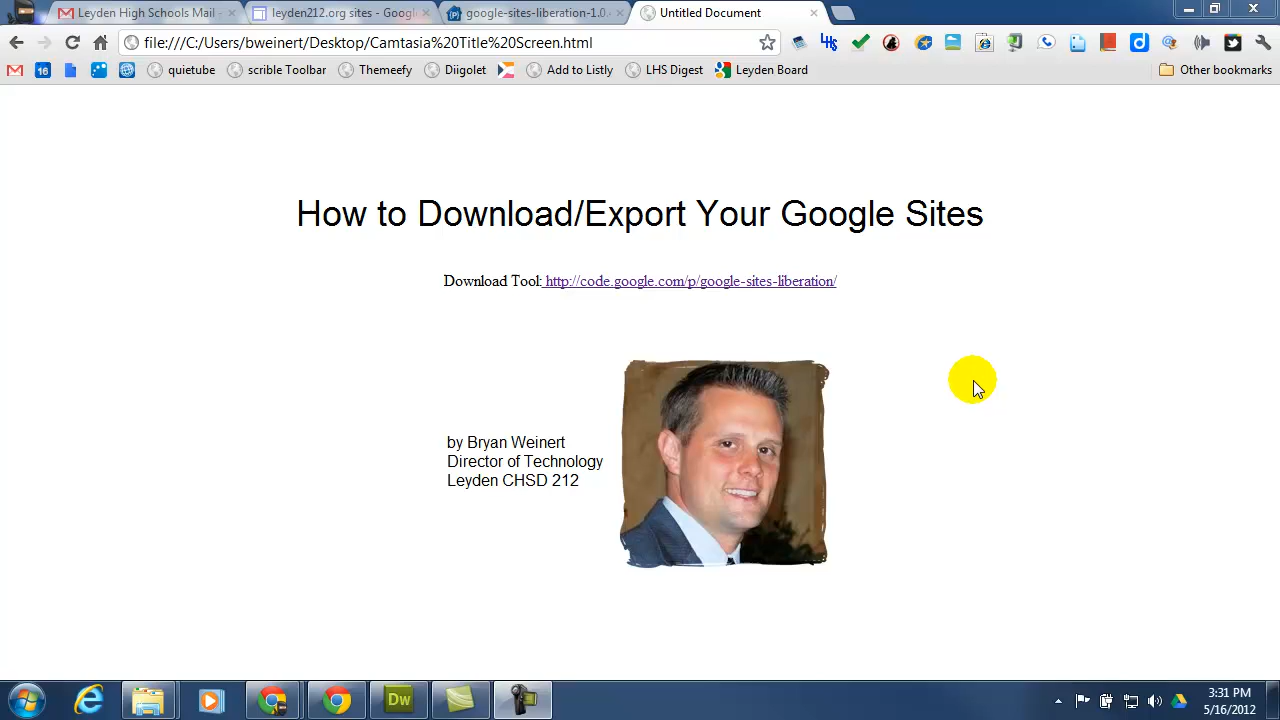 Leyden High Schools Mail -
leyden212.org sites - Googl
google-sites-liberation-1.0.
Untitled Document
file:///C:/Users/bweinert/Desktop/Camtasia%20Title%20Screen.html
16
quietube
scrible Toolbar
Themeefy
Diigolet
Add to Listly
LHS Digest
Leyden Board
Other bookmarks
How to Download/Export Your Google Sites
Download Tool: http://code.google.com/p/google-sites-liberation/
by Bryan Weinert
Director of Technology
Leyden CHSD 212
Dw
3:31 PM
5/16/2012